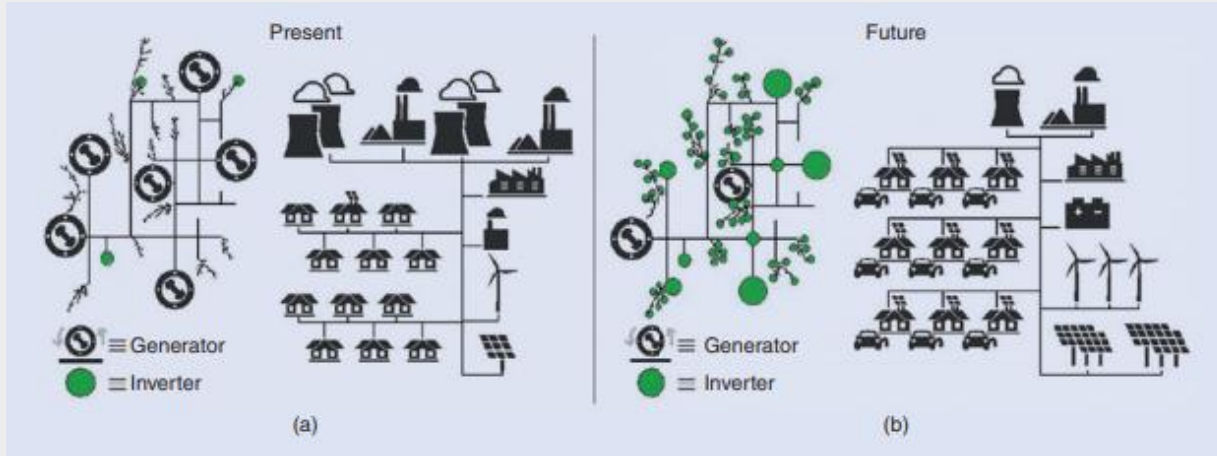 Present
Future
≡ Generator
= Inverter
(a)
≡ Generator
= Inverter
(b)